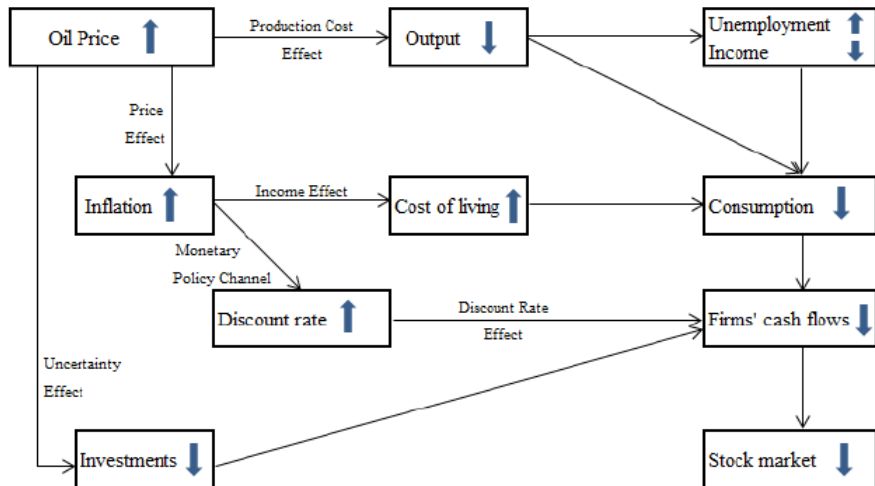 Oil Price
Production Cost
Effect
Output
Unemployment
Income
Price
Effect
Inflation
Income Effect
Cost of living
Consumption
Monetary
Policy Channel
Discount rate
Discount Rate
Effect
Firms' cash flows
Uncertainty
Effect
Investments
Stock market